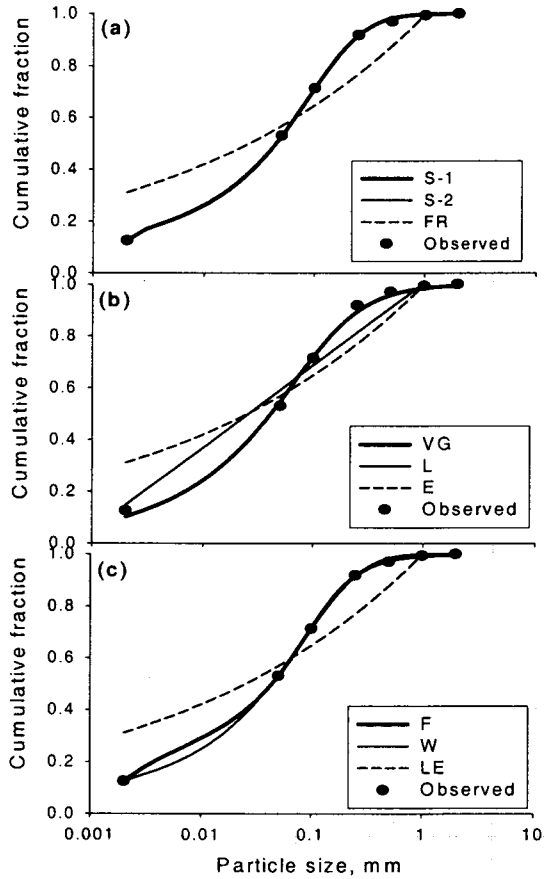 (a)
Cumulative fraction
1.0
0.8
0.6
0.4
0.2
0.0
S-1
S-2
FR
Observed
(b)
Cumulative fraction
1.0
0.8
0.6
0.4
0.2
0.0
VG
L
E
Observed
(c)
Cumulative fraction
1.0
0.8
0.6
0.4
0.2
0.0
F
W
LE
Observed
0.001 0.01 0.1 1 10
Particle size, mm